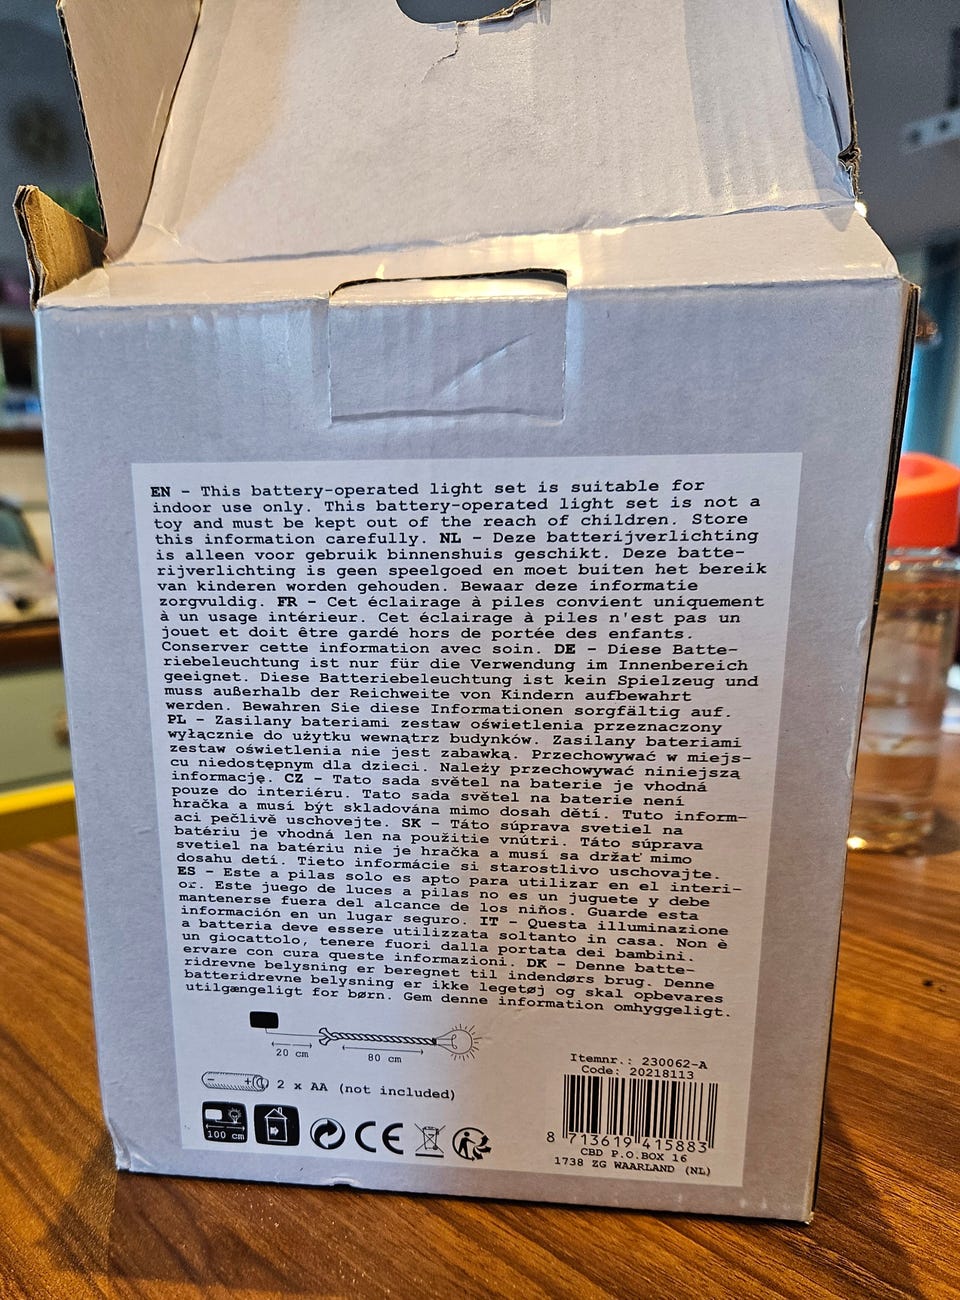 EN - This battery-operated light set is suitable for
indoor use only. This battery-operated light set is not a
toy and must be kept out of the reach of children. Store
this information carefully. NL - Deze batterijverlichting
is alleen voor gebruik binnenshuis geschikt. Deze batte-
rijverlichting is geen speelgoed en moet buiten het bereik
van kinderen worden gehouden. Bewaar deze informatie
zorgvuldig. FR - Cet éclairage à piles convient uniquement
à un usage intérieur. Cet éclairage à piles n'est pas un
jouet et doit être gardé hors de portée des enfants.
Conserver cette information avec soin. DE - Diese Batte-
riebeleuchtung ist nur für die Verwendung im Innenbereich
geeignet. Diese Batteriebeleuchtung ist kein Spielzeug und
muss außerhalb der Reichweite von Kindern aufbewahrt
werden. Bewahren Sie diese Informationen sorgfältig auf.
PL - Zasilany bateriami zestaw oświetlenia przeznaczony
wyłącznie do użytku wewnątrz budynków. Zasilany bateriami
zestaw oświetlenia nie jest zabawką. Przechowywać w miejs-
cu niedostępnym dla dzieci. Należy przechowywać niniejszą
informację. CZ - Tato sada světel na baterie je vhodná
pouze do interiéru. Tato sada světel na baterie není
hračka a musí být skladována mimo dosah dětí. Tuto inform-
aci pečlivě uschovejte. SK - Táto súprava svetiel na
batériu je vhodná len na použitie vnútri. Táto súprava
svetiel na batériu nie je hračka a musí sa držať mimo
dosahu detí. Tieto informácie si starostlivo uschovajte.
ES - Este a pilas solo es apto para utilizar en el interi-
or. Este juego de luces a pilas no es un juguete y debe
mantenerse fuera del alcance de los niños. Guarde esta
información en un lugar seguro. IT - Questa illuminazione
a batteria deve essere utilizzata soltanto in casa. Non è
un giocattolo, tenere fuori dalla portata dei bambini.
ervare con cura queste informazioni. DK - Denne batte-
ridrevne belysning er beregnet til indendørs brug. Denne
batteridrevne belysning er ikke legetøj og skal opbevares
utilgængeligt for børn. Gem denne information omhyggeligt.
20 cm
80 cm
2 x AA (not included)
100 cm
CE
Itemnr.: 230062-A
Code: 20218113
8 713619 415883
CBD P.O.BOX 16
1738 ZG WAARLAND (NL)